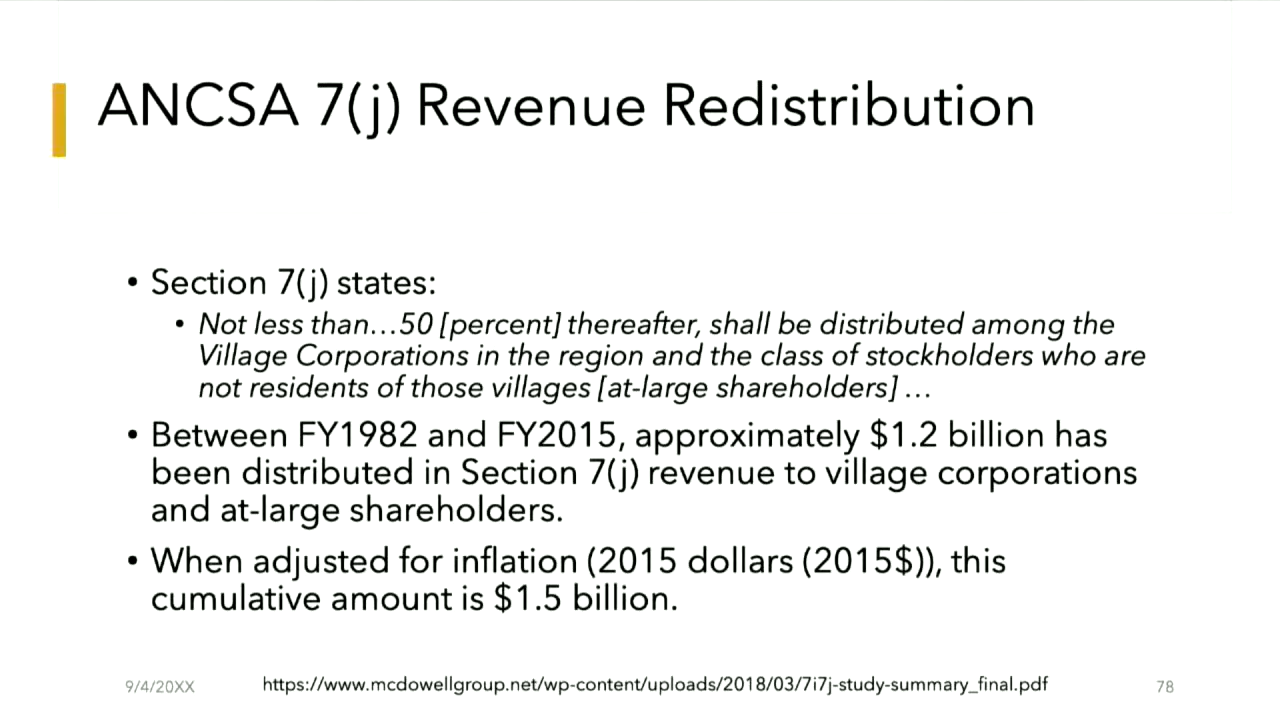 ANCSA 7(j) Revenue Redistribution
• Section 7(j) states:
• Not less than…50 [percent] thereafter, shall be distributed among the
Village Corporations in the region and the class of stockholders who are
not residents of those villages [at-large shareholders] …
• Between FY1982 and FY2015, approximately $1.2 billion has
been distributed in Section 7(j) revenue to village corporations
and at-large shareholders.
• When adjusted for inflation (2015 dollars (2015$)), this
cumulative amount is $1.5 billion.
9/4/20XX
https://www.mcdowellgroup.net/wp-content/uploads/2018/03/7i7j-study-summary_final.pdf
78